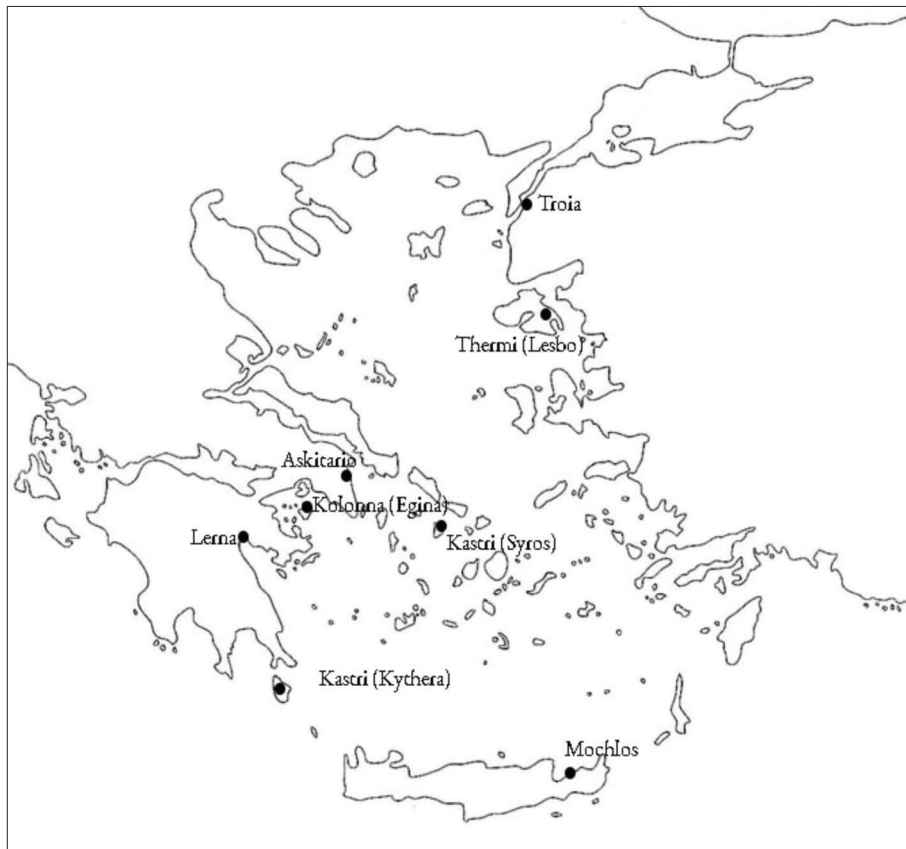 Troia
Thermi (Lesbo)
Askitario
Kolonna (Egina)
Lerna
Kastri (Syros)
Kastri (Kythera)
Mochlos